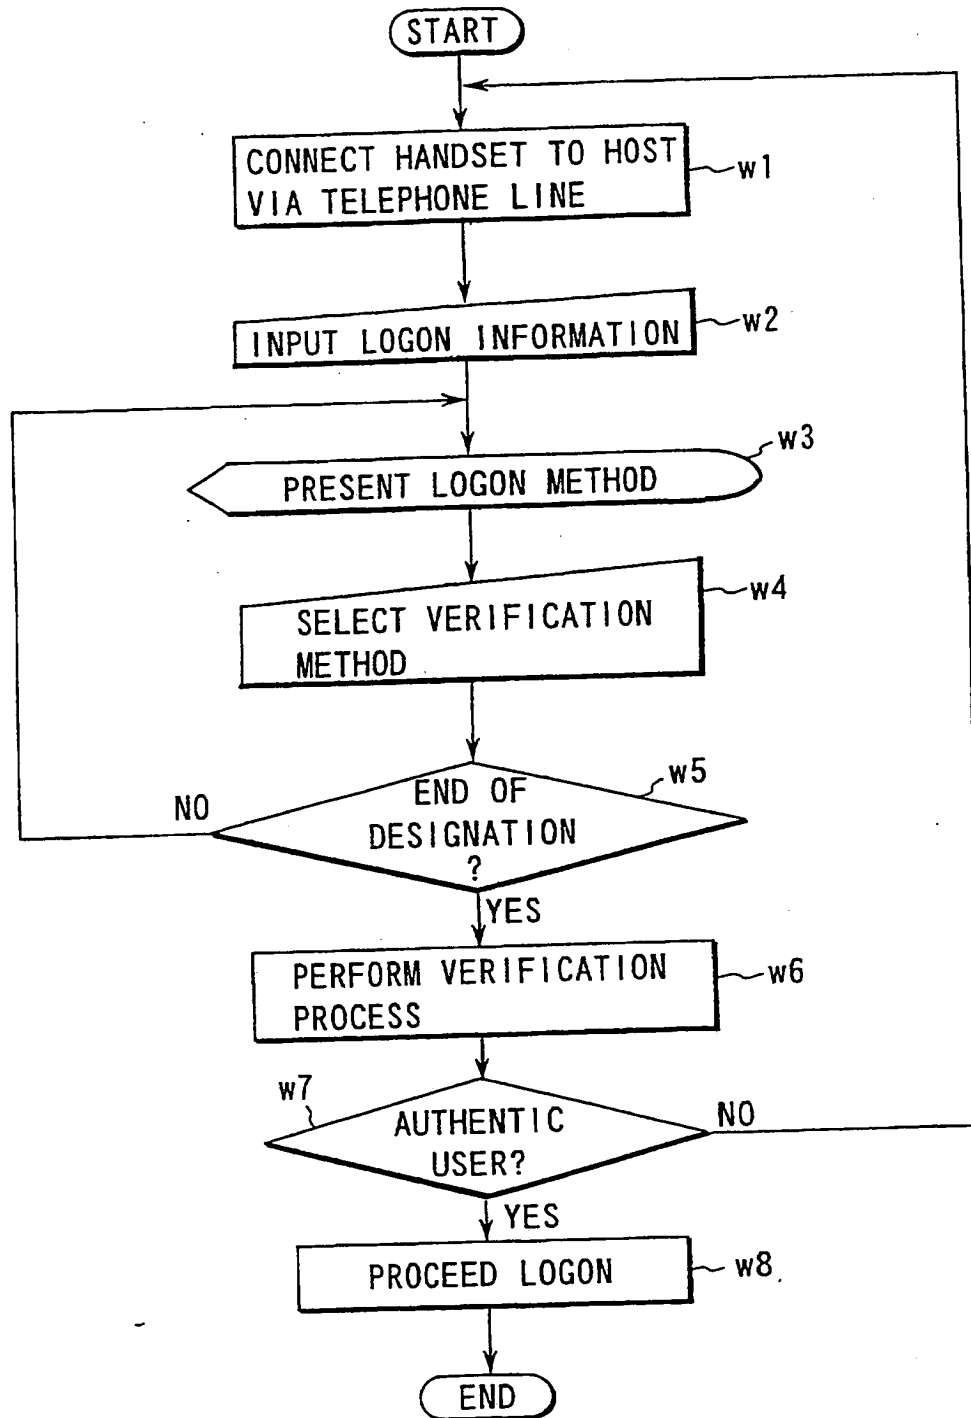 START
CONNECT HANDSET TO HOST
VIA TELEPHONE LINE
w1
INPUT LOGON INFORMATION
w2
PRESENT LOGON METHOD
w3
SELECT VERIFICATION
METHOD
w4
END OF
DESIGNATION
?
w5
NO
YES
PERFORM VERIFICATION
PROCESS
w6
w7
AUTHENTIC
USER?
NO
YES
PROCEED LOGON
w8
END